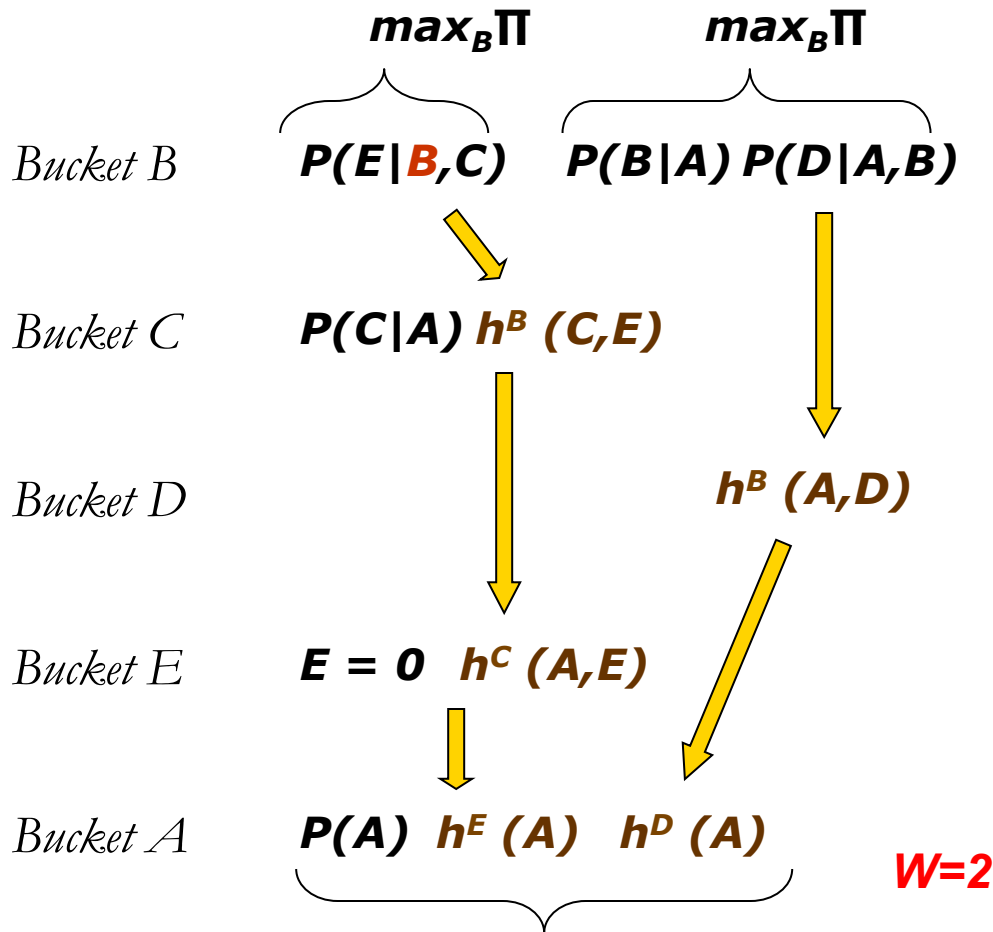 max_B Π max_B Π
Bucket B P(E|B,C) P(B|A) P(D|A,B)
Bucket C P(C|A) h^B (C,E)
Bucket D h^B (A,D)
Bucket E E = 0 h^C (A,E)
Bucket A P(A) h^E (A) h^D (A)
W=2